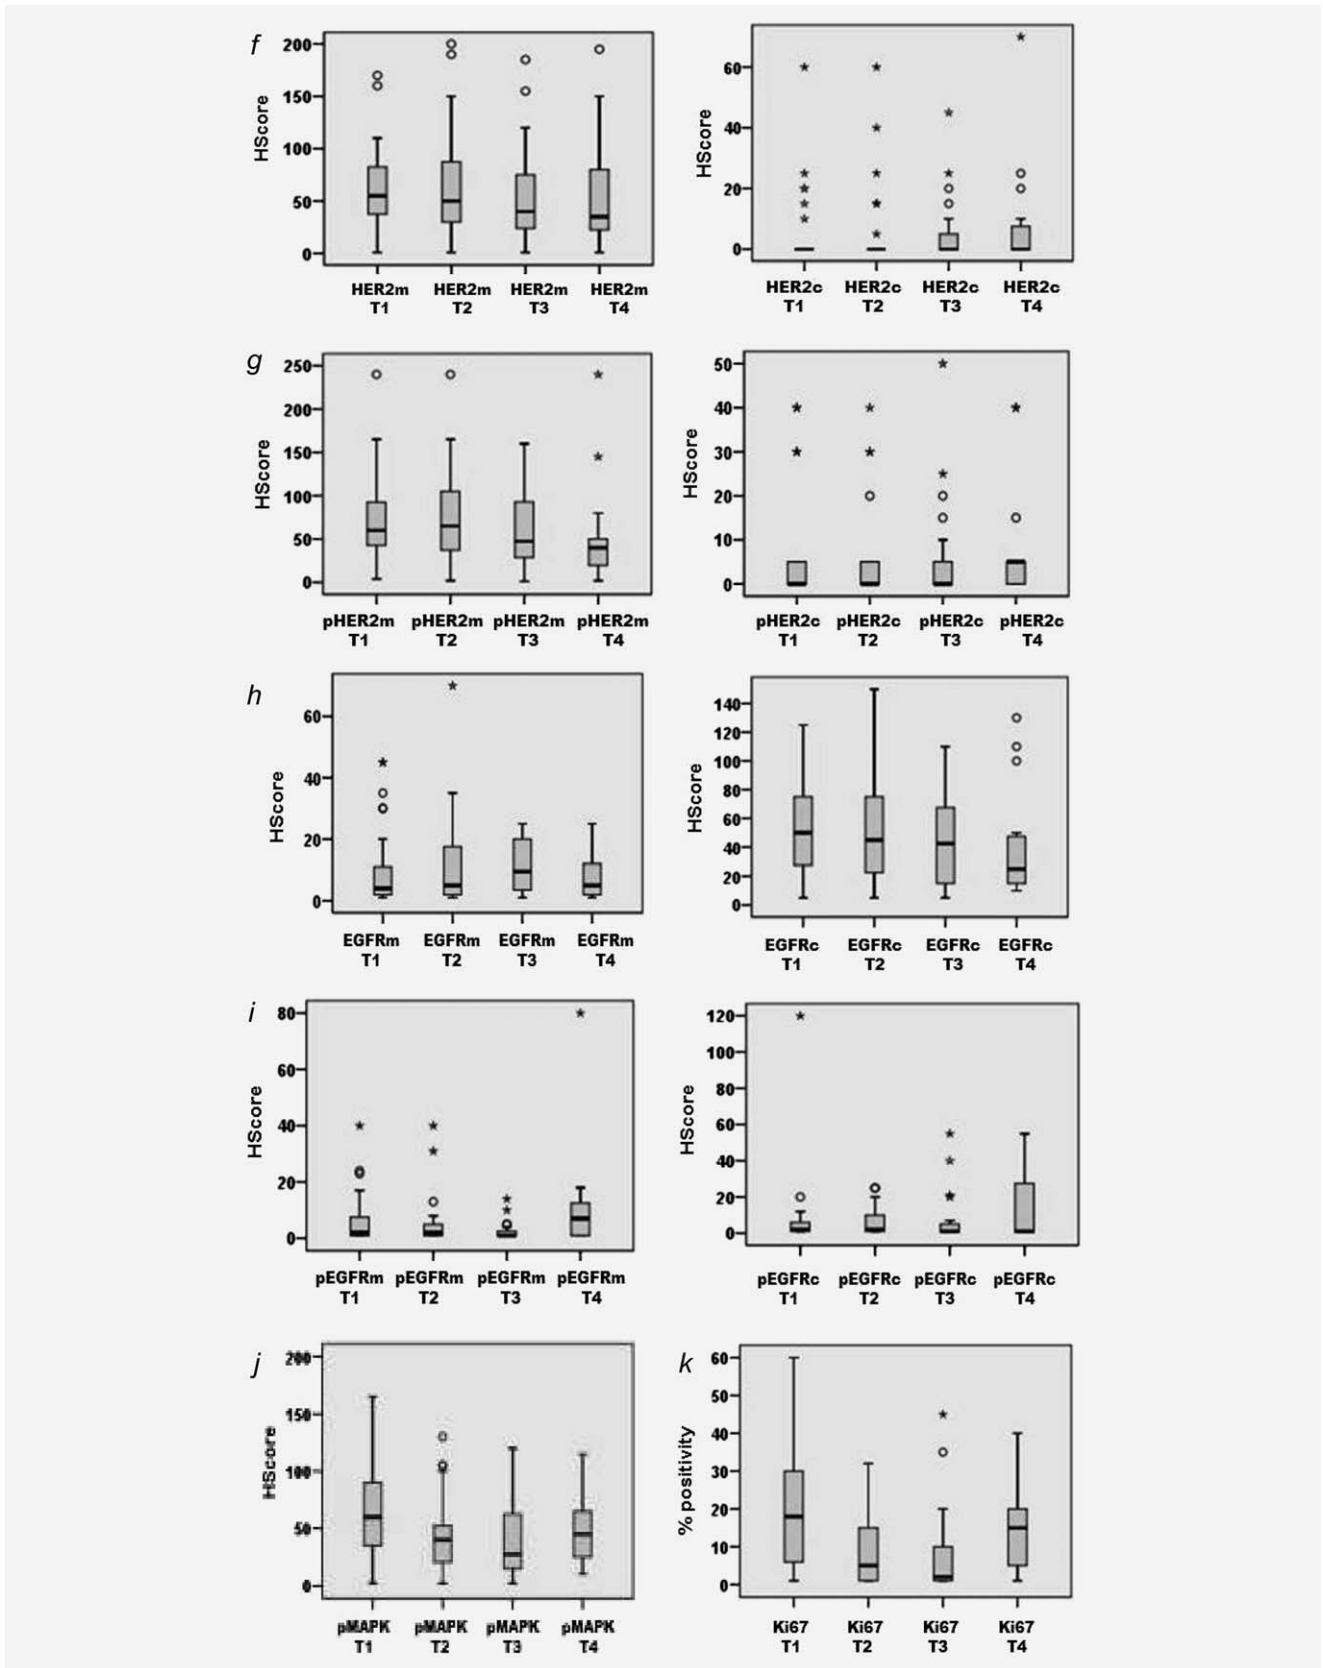 f
HScore
200
150
100
50
0
HER2m HER2m HER2m HER2m
T1 T2 T3 T4
HScore
60
40
20
0
HER2c HER2c HER2c HER2c
T1 T2 T3 T4
g
HScore
250
200
150
100
50
0
pHER2m pHER2m pHER2m pHER2m
T1 T2 T3 T4
HScore
50
40
30
20
10
0
pHER2c pHER2c pHER2c pHER2c
T1 T2 T3 T4
h
HScore
60
40
20
0
EGFRm EGFRm EGFRm EGFRm
T1 T2 T3 T4
HScore
140
120
100
80
60
40
20
0
EGFRc EGFRc EGFRc EGFRc
T1 T2 T3 T4
i
HScore
80
60
40
20
0
pEGFRm pEGFRm pEGFRm pEGFRm
T1 T2 T3 T4
HScore
120
100
80
60
40
20
0
pEGFRc pEGFRc pEGFRc pEGFRc
T1 T2 T3 T4
j
HScore
200
150
100
50
0
pMAPK pMAPK pMAPK pMAPK
T1 T2 T3 T4
k
% positivity
60
50
40
30
20
10
0
Ki67 Ki67 Ki67 Ki67
T1 T2 T3 T4